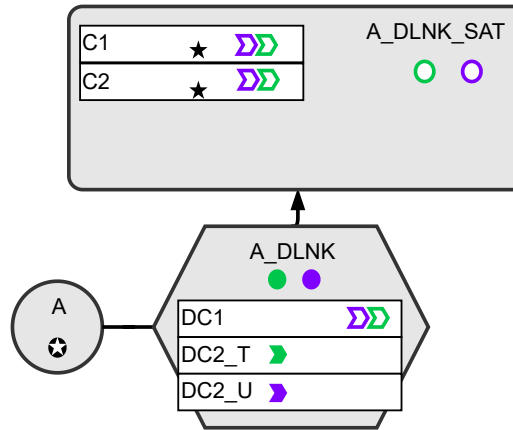 A_DLNK_SAT
C1
C2
A_DLNK
A
DC1
DC2_T
DC2_U